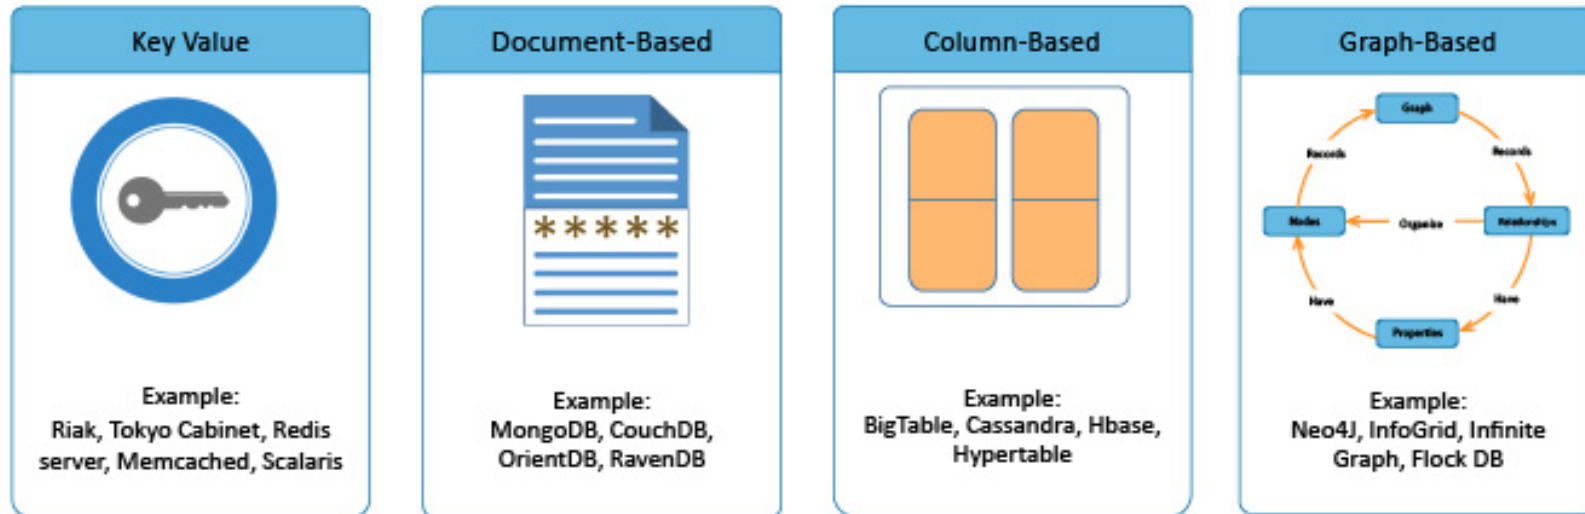 Key Value
Example:
Riak, Tokyo Cabinet, Redis
server, Memcached, Scalaris
Document-Based
*****
Example:
MongoDB, CouchDB,
OrientDB, RavenDB
Column-Based
Example:
BigTable, Cassandra, Hbase,
Hypertable
Graph-Based
Graph
Records
Records
Nodes
Organize
Relationships
Have
Have
Properties
Example:
Neo4J, InfoGrid, Infinite
Graph, Flock DB